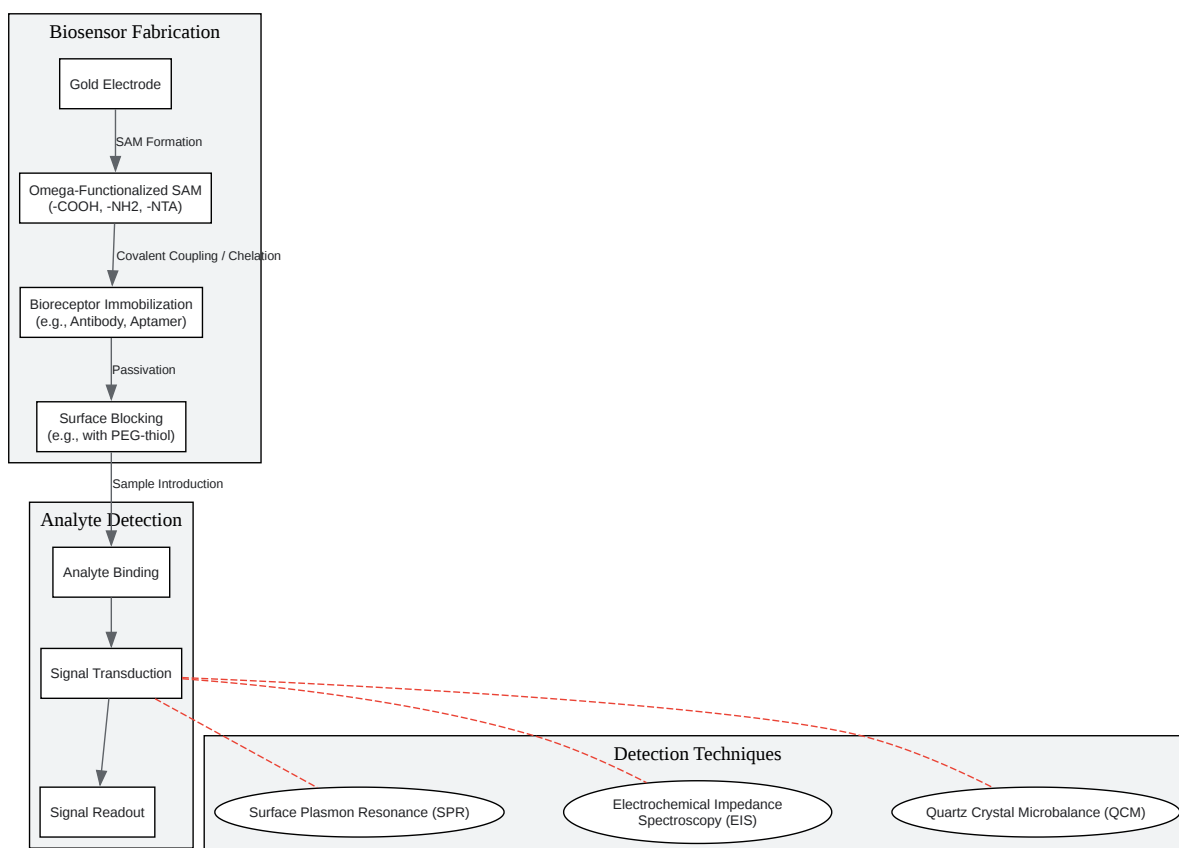 Biosensor Fabrication
Gold Electrode
SAM Formation
Omega-Functionalized SAM
(-COOH, -NH2, -NTA)
Covalent Coupling / Chelation
Bioreceptor Immobilization
(e.g., Antibody, Aptamer)
Passivation
Surface Blocking
(e.g., with PEG-thiol)
Sample Introduction
Analyte Detection
Analyte Binding
Signal Transduction
Signal Readout
Detection Techniques
Surface Plasmon Resonance (SPR)
Electrochemical Impedance
Spectroscopy (EIS)
Quartz Crystal Microbalance (QCM)